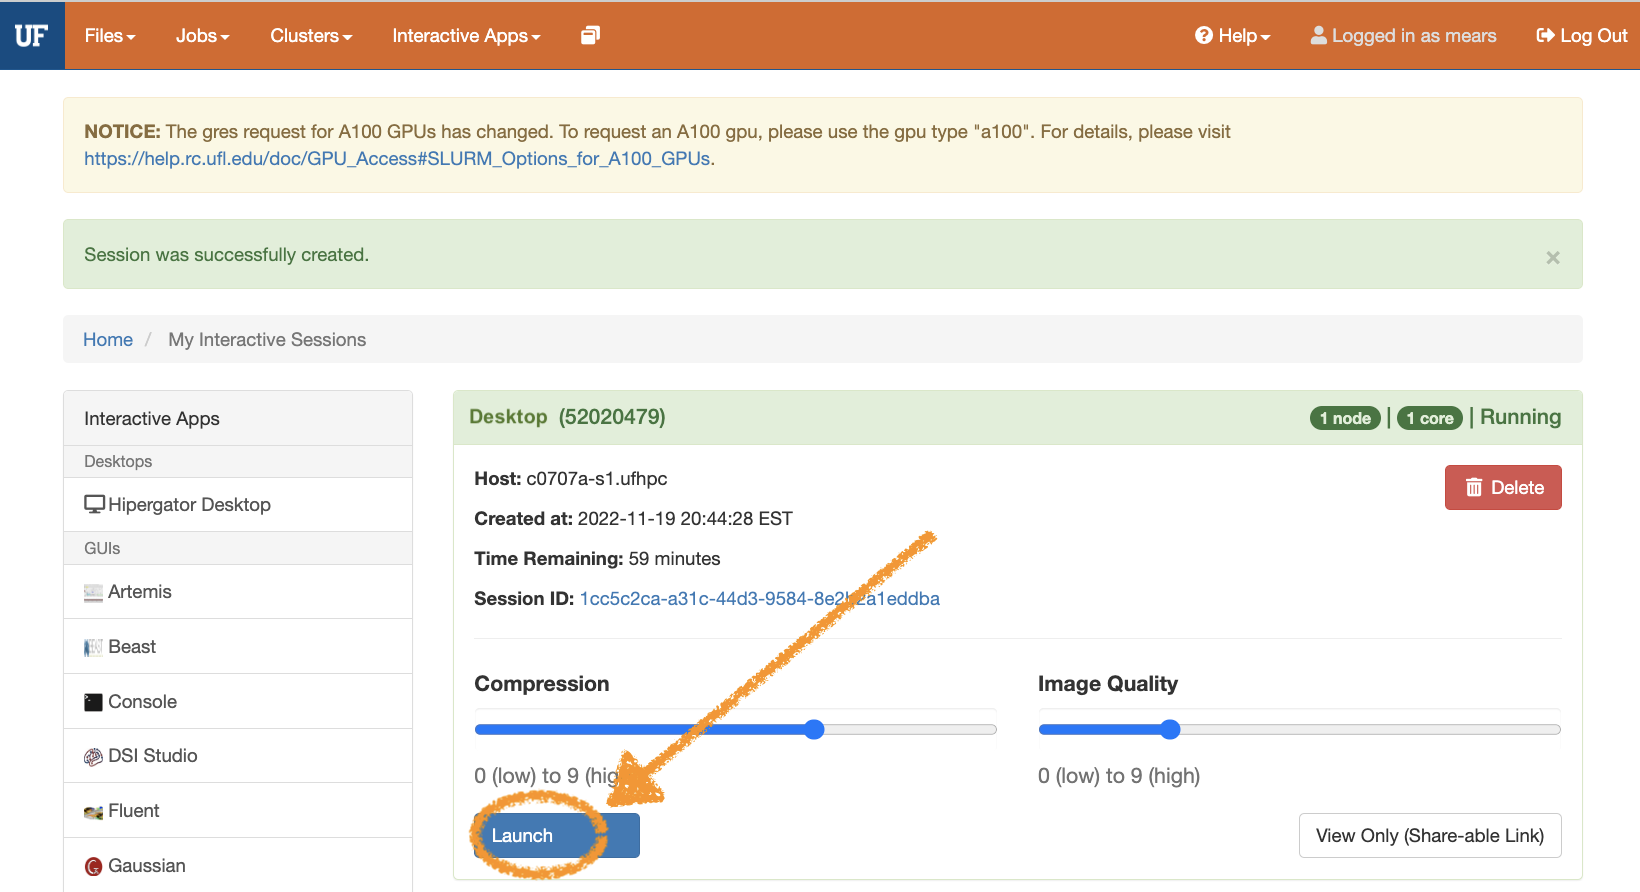 UF Files Jobs Clusters Interactive Apps Help Logged in as mears Log Out
NOTICE: The gres request for A100 GPUs has changed. To request an A100 gpu, please use the gpu type "a100". For details, please visit
https://help.rc.ufl.edu/doc/GPU_Access#SLURM_Options_for_A100_GPUs.
Session was successfully created.
×
Home / My Interactive Sessions
Interactive Apps
Desktops
Hipergator Desktop
GUIs
Artemis
Beast
Console
DSI Studio
Fluent
Gaussian
Desktop (52020479)
1 node | 1 core | Running
Host: c0707a-s1.ufhpc
Delete
Created at: 2022-11-19 20:44:28 EST
Time Remaining: 59 minutes
Session ID: 1cc5c2ca-a31c-44d3-9584-8e2b2a1eddba
Compression
Image Quality
0 (low) to 9 (hig
0 (low) to 9 (high)
Launch
View Only (Share-able Link)